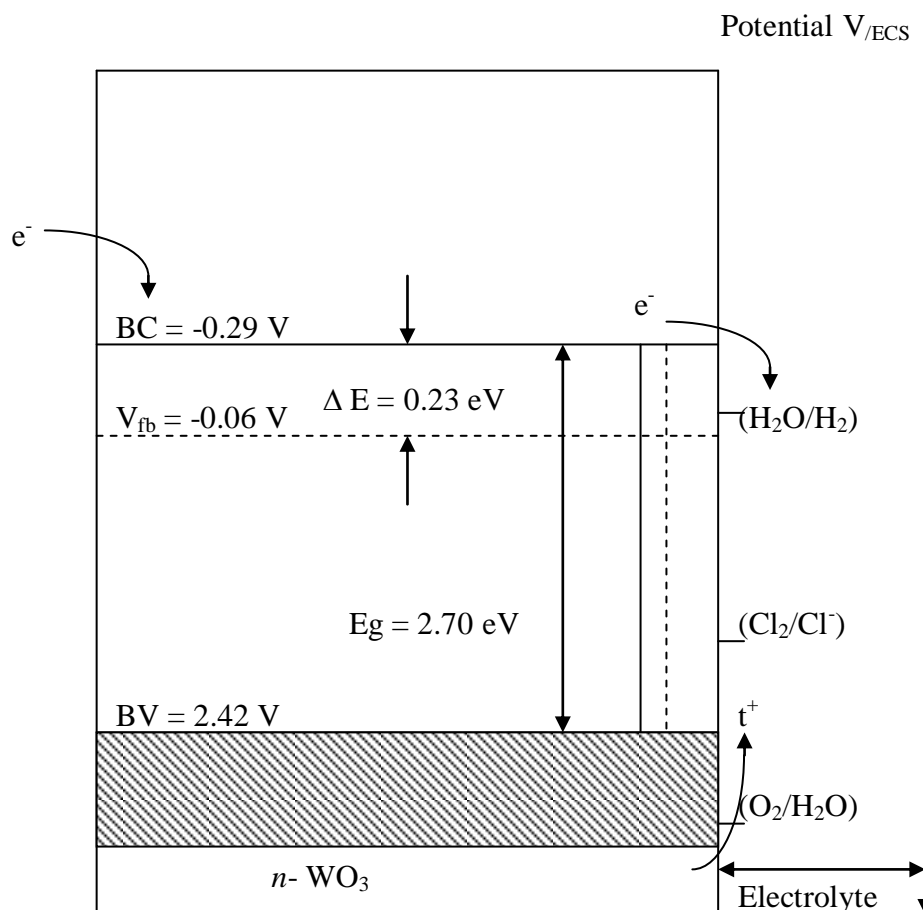 Potential V/ECS
e-
BC = -0.29 V
e-
Δ E = 0.23 eV
Vfb = -0.06 V
(H2O/H2)
Eg = 2.70 eV
(Cl2/Cl-)
BV = 2.42 V
t+
(O2/H2O)
n- WO3
Electrolyte